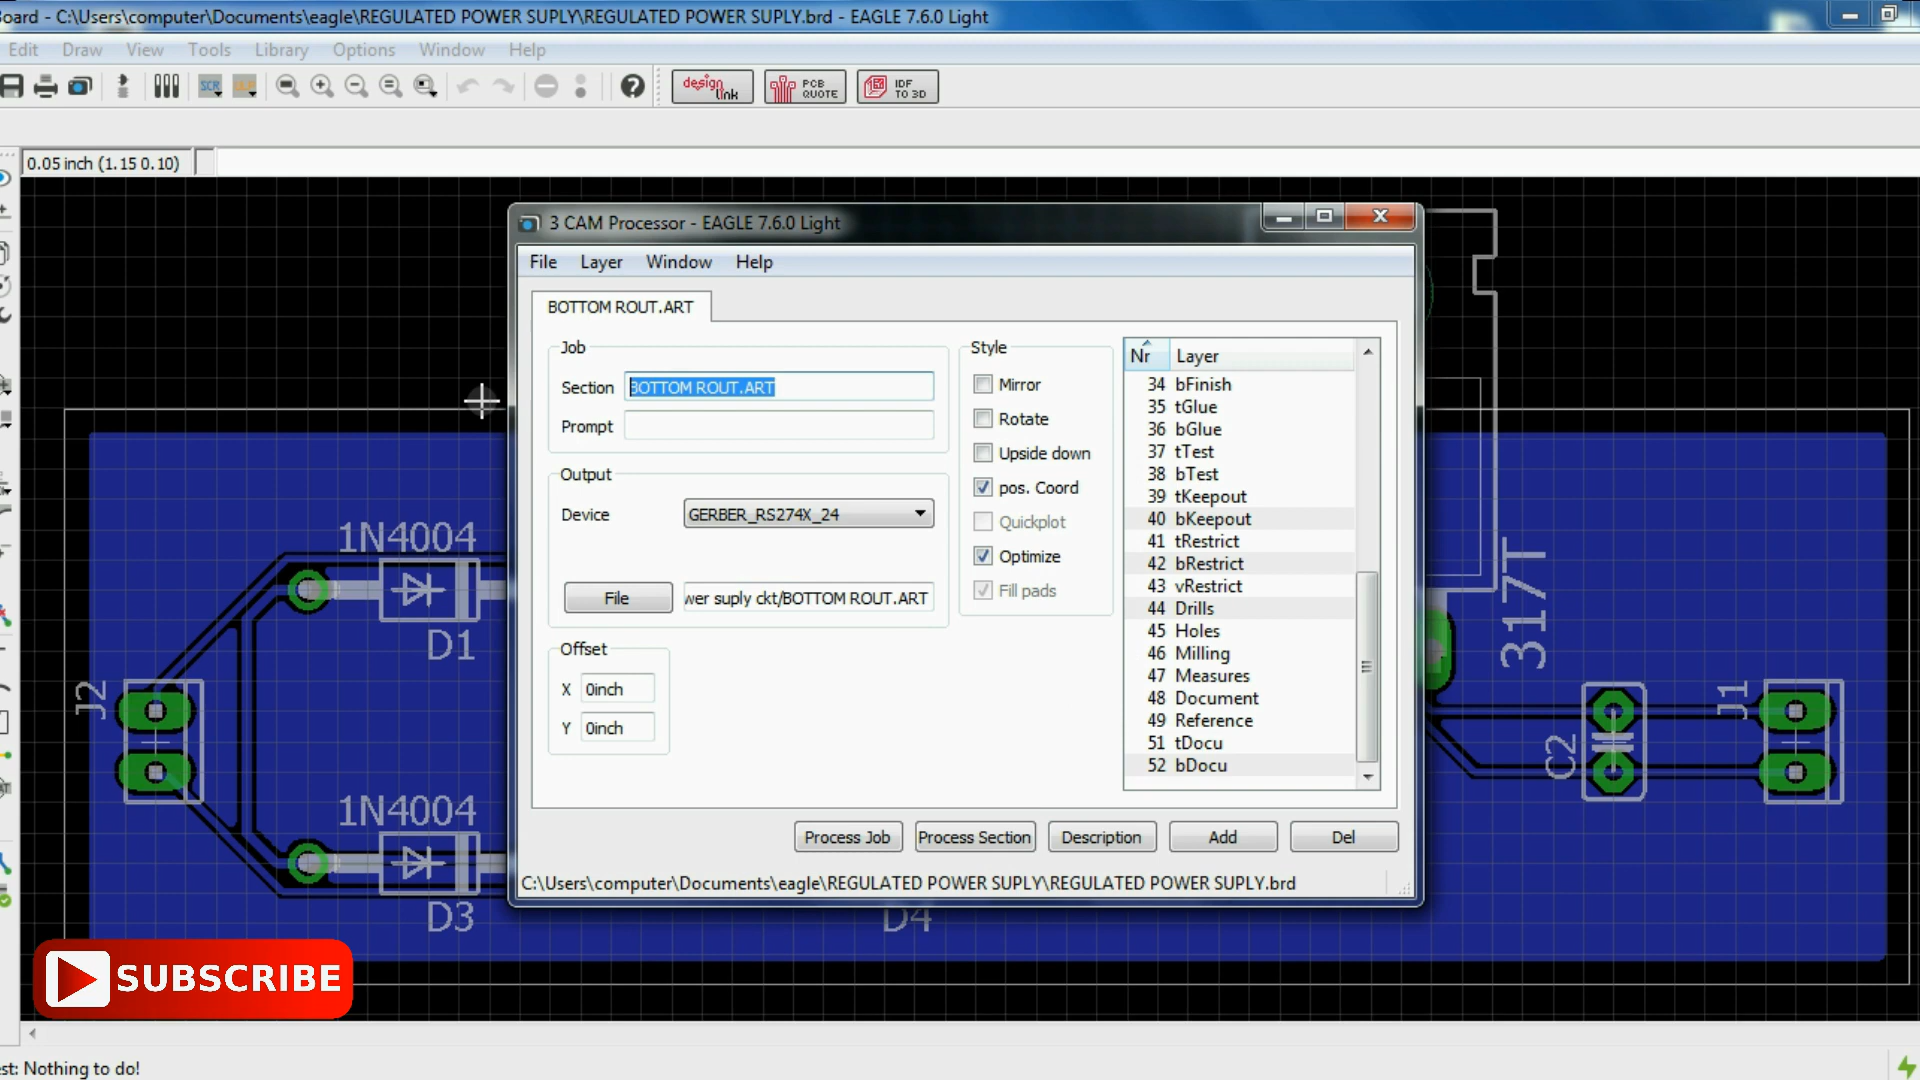 oard - C:\Users\computer\Documents\eagle\REGULATED POWER SUPLY\REGULATED POWER SUPLY.brd - EAGLE 7.6.0 Light
Edit Draw View Tools Library Options Window Help
SCR design link PCB QUOTE IDF TO 3D
0.05 inch (1.15 0.10)
3 CAM Processor - EAGLE 7.6.0 Light
File Layer Window Help
BOTTOM ROUT.ART
Job
Section BOTTOM ROUT.ART
Prompt
Output
Device GERBER_RS274X_24
File wer suply ckt/BOTTOM ROUT.ART
Offset
X 0inch
Y 0inch
Style
Mirror
Rotate
Upside down
pos. Coord
Quickplot
Optimize
Fill pads
Nr Layer
34 bFinish
35 tGlue
36 bGlue
37 tTest
38 bTest
39 tKeepout
40 bKeepout
41 tRestrict
42 bRestrict
43 vRestrict
44 Drills
45 Holes
46 Milling
47 Measures
48 Document
49 Reference
51 tDocu
52 bDocu
Process Job Process Section Description Add Del
C:\Users\computer\Documents\eagle\REGULATED POWER SUPLY\REGULATED POWER SUPLY.brd
1N4004
D1
J2
1N4004
D3
D4
317T
C2
J1
SUBSCRIBE
est: Nothing to do!